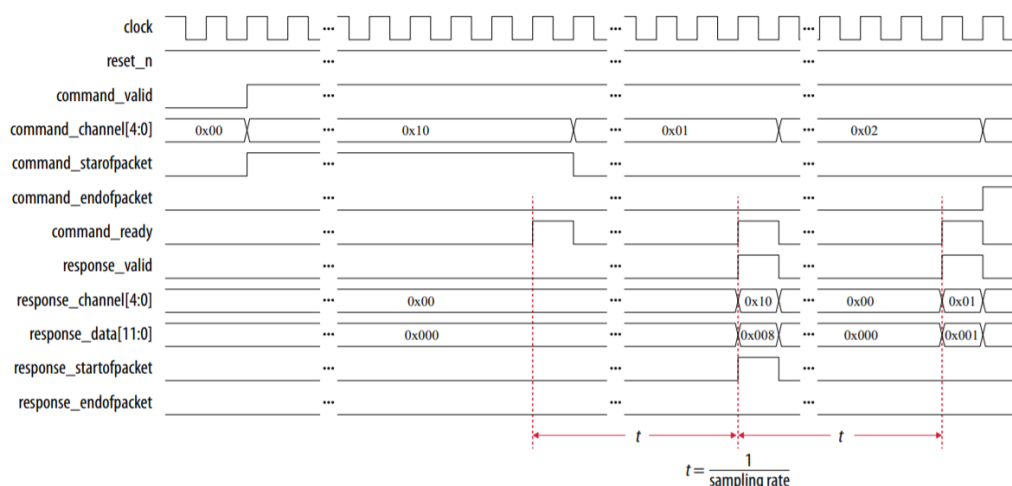 clock ... ... ...
reset_n ... ... ...
command_valid ... ... ...
command_channel[4:0] 0x00 ... 0x10 ... 0x01 ... 0x02
command_starofpacket ... ... ...
command_endofpacket ... ... ...
command_ready ... ... ...
response_valid ... ... ...
response_channel[4:0] ... 0x00 ... 0x10 ... 0x00 0x01
response_data[11:0] ... 0x000 ... 0x008 ... 0x000 0x001
response_startofpacket ... ... ...
response_endofpacket ... ... ...
t t
t = 1
sampling rate